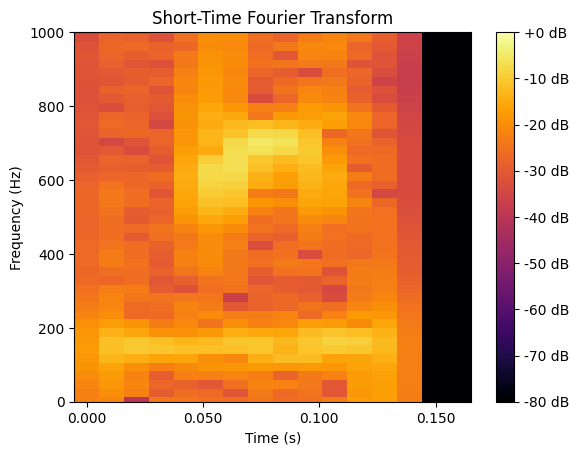 Short-Time Fourier Transform
Frequency (Hz)
1000
800
600
400
200
0
0.000 0.050 0.100 0.150
Time (s)
+0 dB
-10 dB
-20 dB
-30 dB
-40 dB
-50 dB
-60 dB
-70 dB
-80 dB